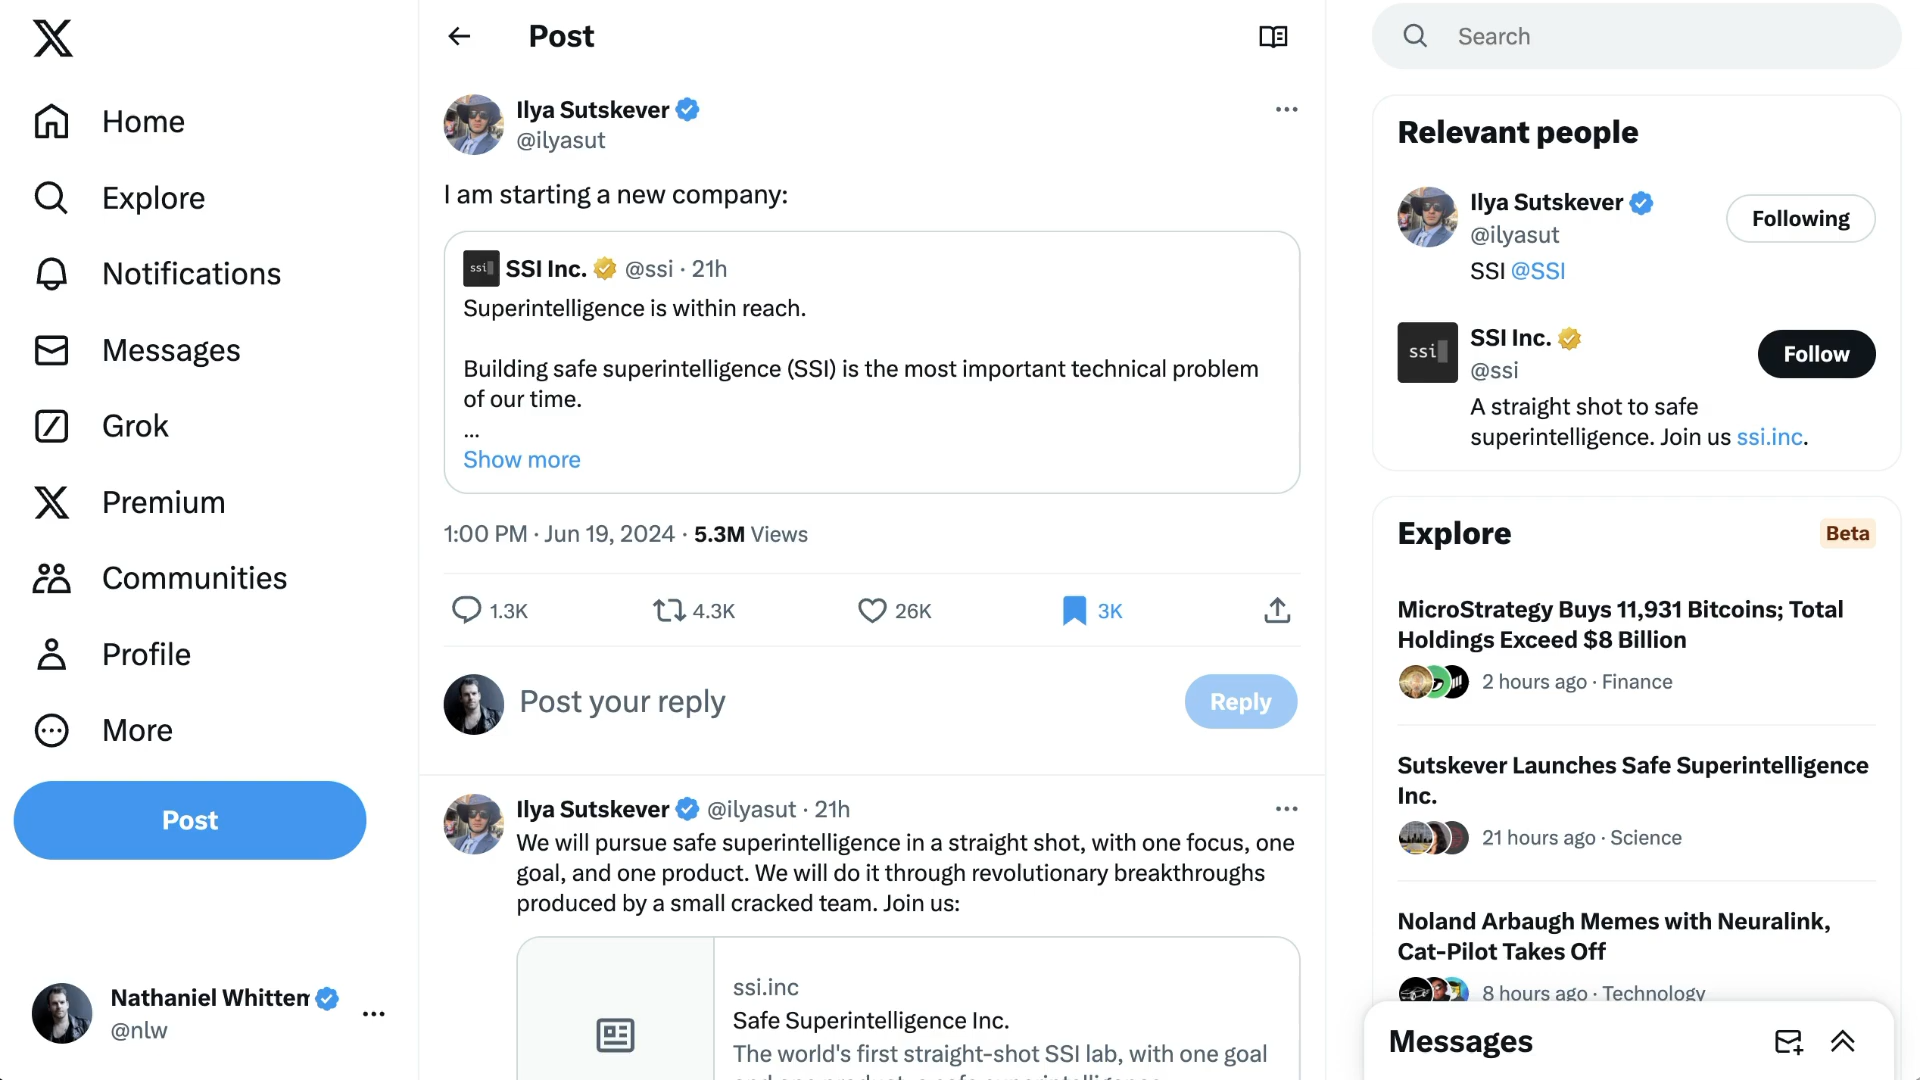 Home
Explore
Notifications
Messages
Grok
Premium
Communities
Profile
More
Post
Nathaniel Whittem
@nlw
Post
Ilya Sutskever
@ilyasut
I am starting a new company:
ssi SSI Inc. @ssi · 21h
Superintelligence is within reach.
Building safe superintelligence (SSI) is the most important technical problem
of our time.
...
Show more
1:00 PM · Jun 19, 2024 · 5.3M Views
1.3K 4.3K 26K 3K
Post your reply
Reply
Ilya Sutskever @ilyasut · 21h
We will pursue safe superintelligence in a straight shot, with one focus, one
goal, and one product. We will do it through revolutionary breakthroughs
produced by a small cracked team. Join us:
ssi.inc
Safe Superintelligence Inc.
The world's first straight-shot SSI lab, with one goal
and one product: a safe superintelligence.
Search
Relevant people
Ilya Sutskever
@ilyasut
Following
SSI @SSI
ssi
SSI Inc.
@ssi
Follow
A straight shot to safe
superintelligence. Join us ssi.inc.
Explore
Beta
MicroStrategy Buys 11,931 Bitcoins; Total
Holdings Exceed $8 Billion
2 hours ago · Finance
Sutskever Launches Safe Superintelligence
Inc.
21 hours ago · Science
Noland Arbaugh Memes with Neuralink,
Cat-Pilot Takes Off
8 hours ago · Technology
Messages